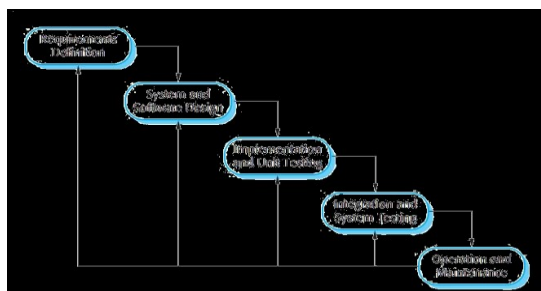 Requirements
Definition
System and
Software Design
Implementation
and Unit Testing
Integration and
System Testing
Operation and
Maintenance